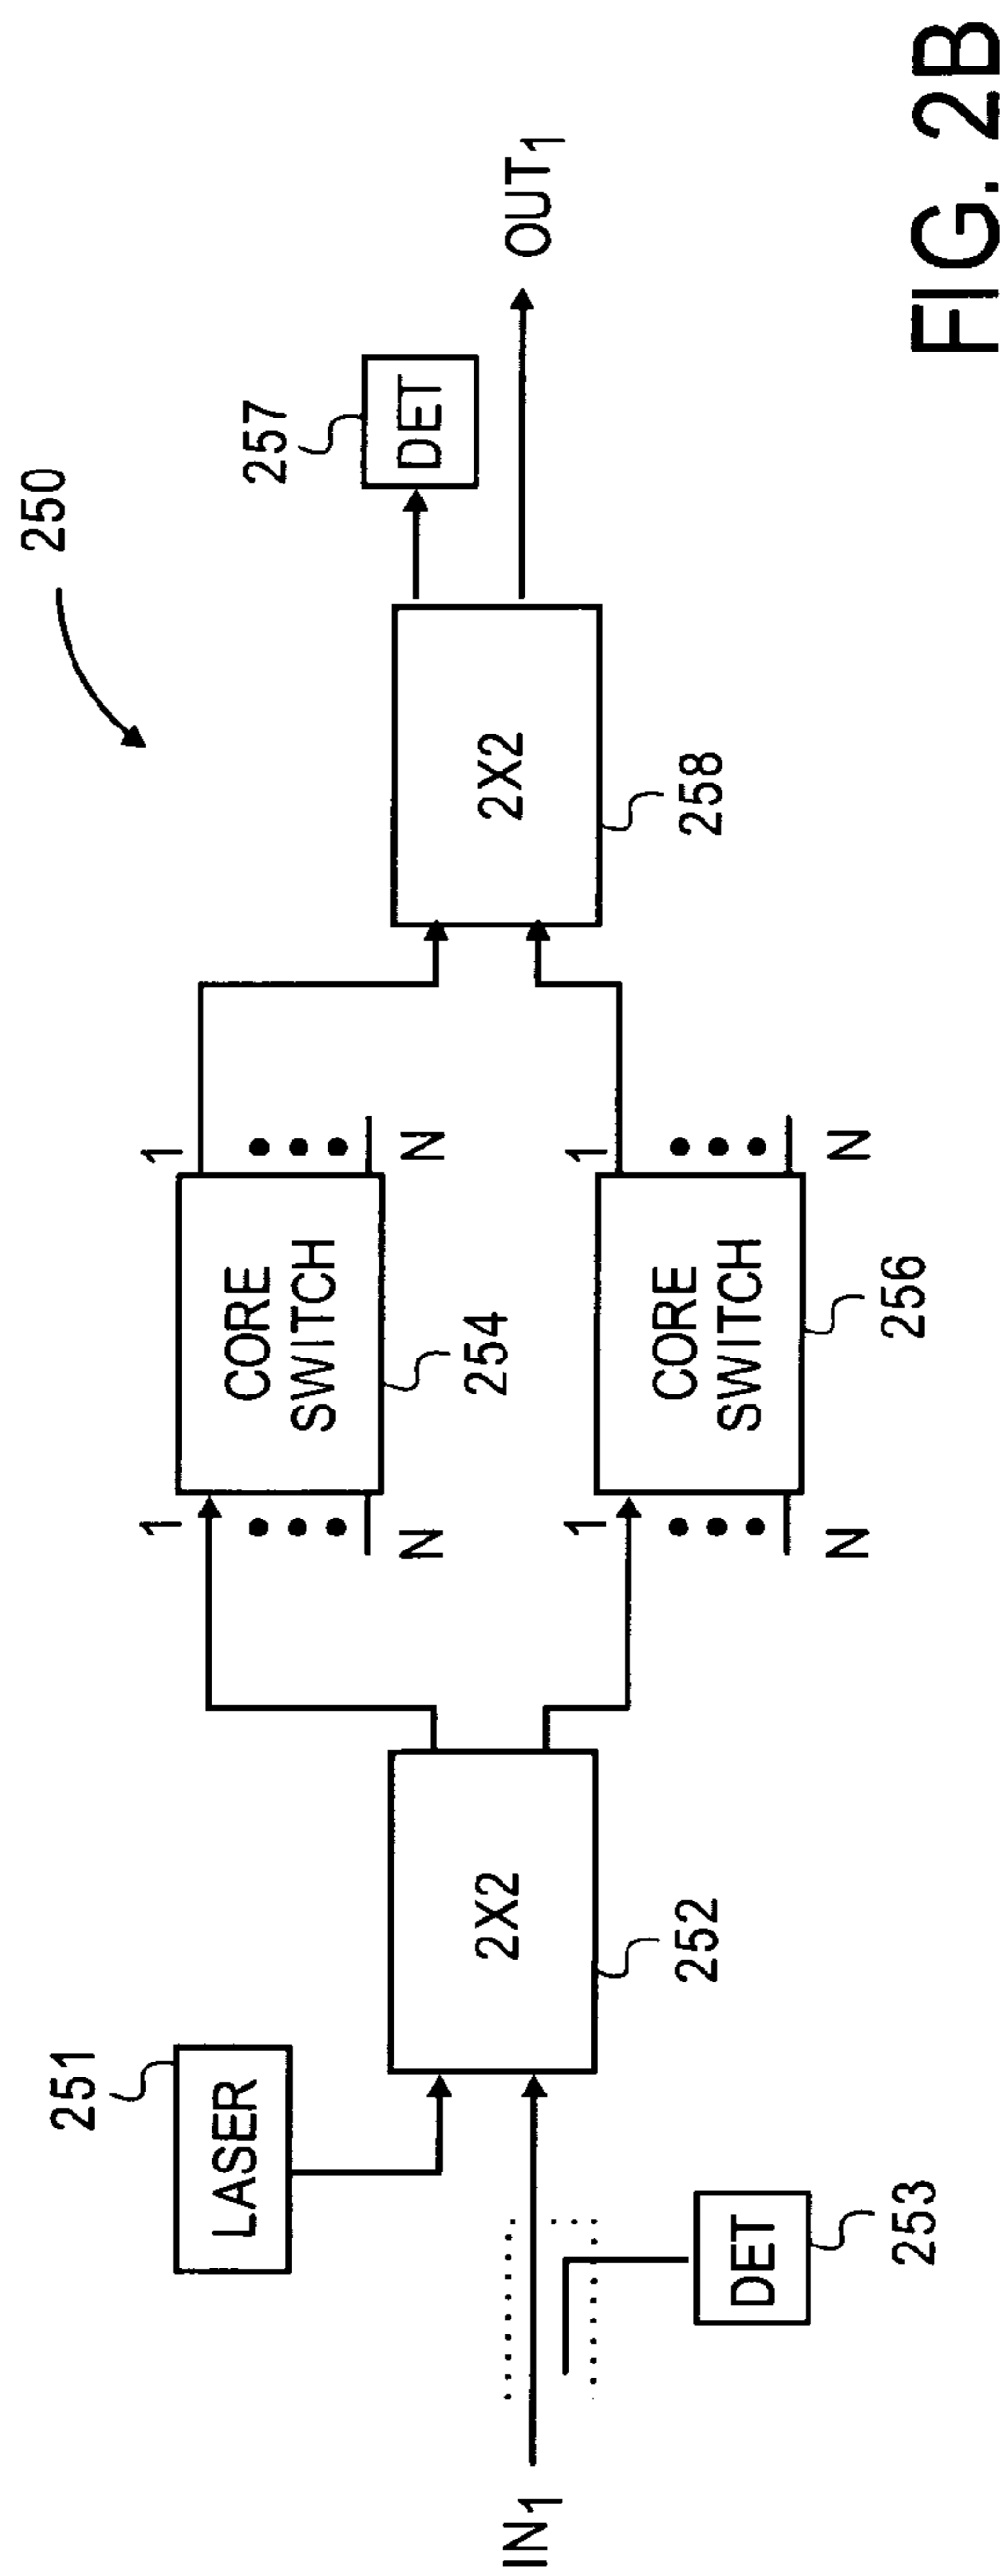 250
251
LASER
IN1
DET
253
2X2
252
1
N
CORE
SWITCH
254
1
N
1
N
CORE
SWITCH
256
1
N
2X2
258
257
DET
OUT1
FIG. 2B